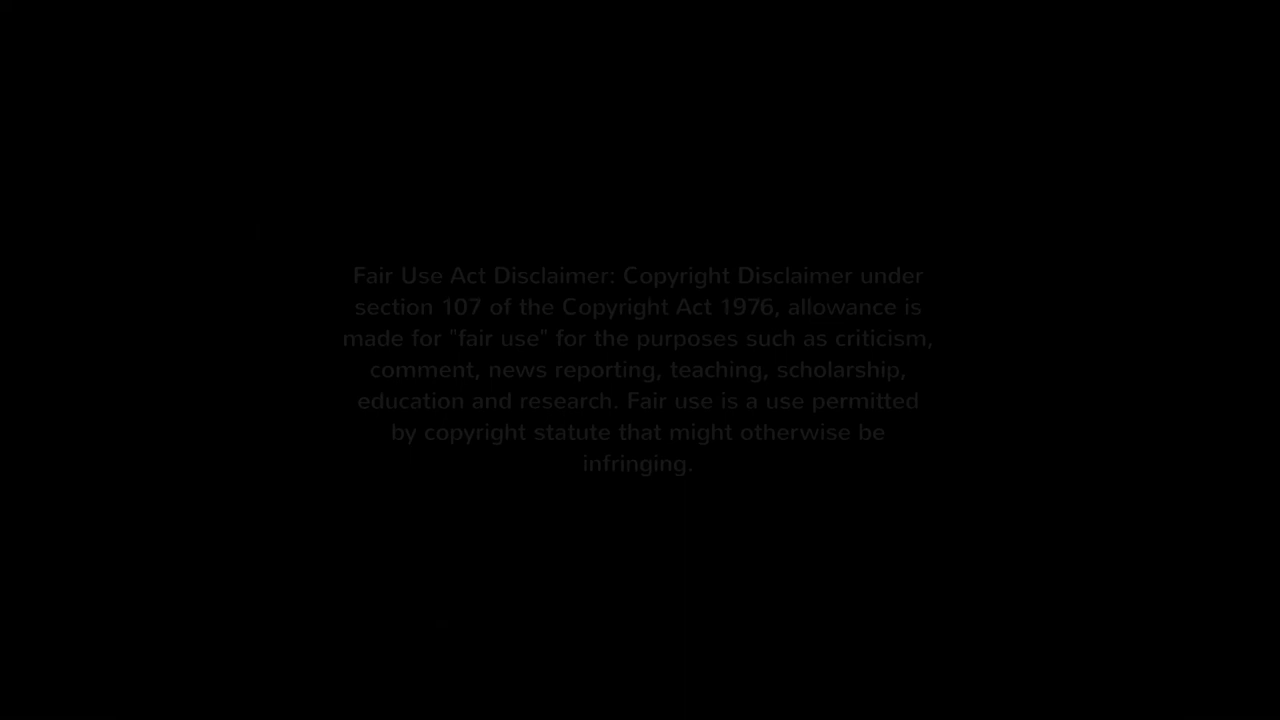 Fair Use Act Disclaimer: Copyright Disclaimer under
section 107 of the Copyright Act 1976, allowance is
made for "fair use" for the purposes such as criticism,
comment, news reporting, teaching, scholarship,
education and research. Fair use is a use permitted
by copyright statute that might otherwise be
infringing.